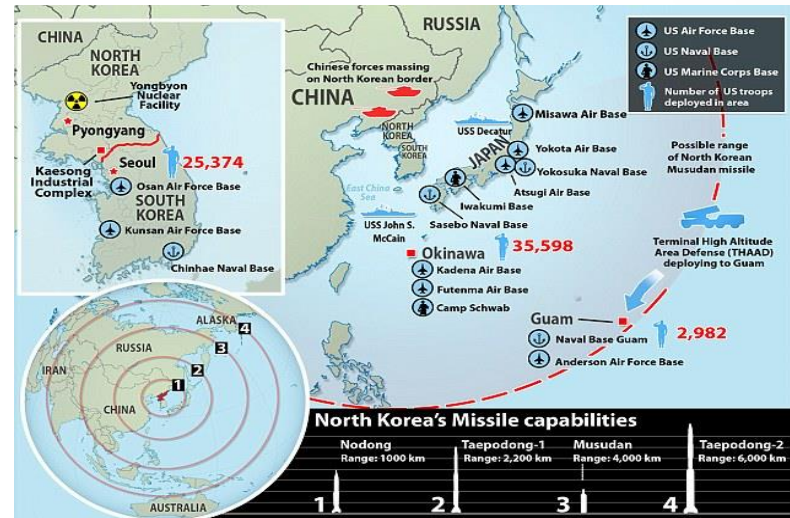 CHINA
NORTH
KOREA
Yongbyon
Nuclear
Facility
Pyongyang
Kaesong
Industrial
Complex
Seoul
25,374
Osan Air Force Base
SOUTH
KOREA
Kunsan Air Force Base
Chinhae Naval Base
RUSSIA
Chinese forces massing
on North Korean border
CHINA
NORTH
KOREA
SOUTH
KOREA
USS Decatur
JAPAN
Misawa Air Base
Yokota Air Base
Yokosuka Naval Base
Atsugi Air Base
Iwakumi Base
Sasebo Naval Base
East China
Sea
USS John S.
McCain
35,598
Okinawa
Kadena Air Base
Futenma Air Base
Camp Schwab
US Air Force Base
US Naval Base
US Marine Corps Base
Number of US troops
deployed in area
Possible range
of North Korean
Musudan missile
Terminal High Altitude
Area Defense (THAAD)
deploying to Guam
Guam
2,982
Naval Base Guam
Anderson Air Force Base
ALASKA
4
RUSSIA
3
IRAN
2
1
CHINA
AUSTRALIA
North Korea's Missile capabilities
Nodong
Range: 1000 km
1
Taepodong-1
Range: 2,200 km
2
Musudan
Range: 4,000 km
3
Taepodong-2
Range: 6,000 km
4